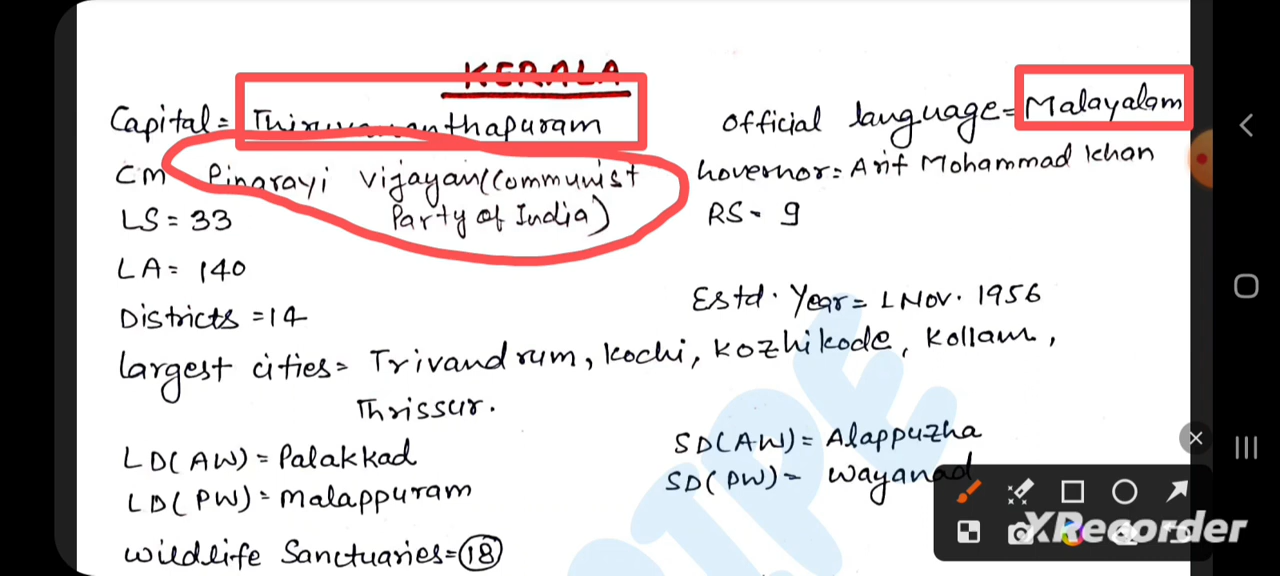 KERALA
Capital= Thiruvananthapuram
Official language= Malayalam
CM Pinarayi Vijayan(Communist Party of India)
Governor= Arif Mohammad Khan
LS = 33
RS- 9
LA= 140
Estd. Year= 1 Nov. 1956
Districts =14
largest cities= Trivandrum, Kochi, Kozhikode, Kollam,
Thrissur.
LD(AW)=Palakkad
SD(AW)= Alappuzha
LD(PW)= Malappuram
SD(PW)- Wayanad
Wildlife Sanctuaries=18
XRecorder